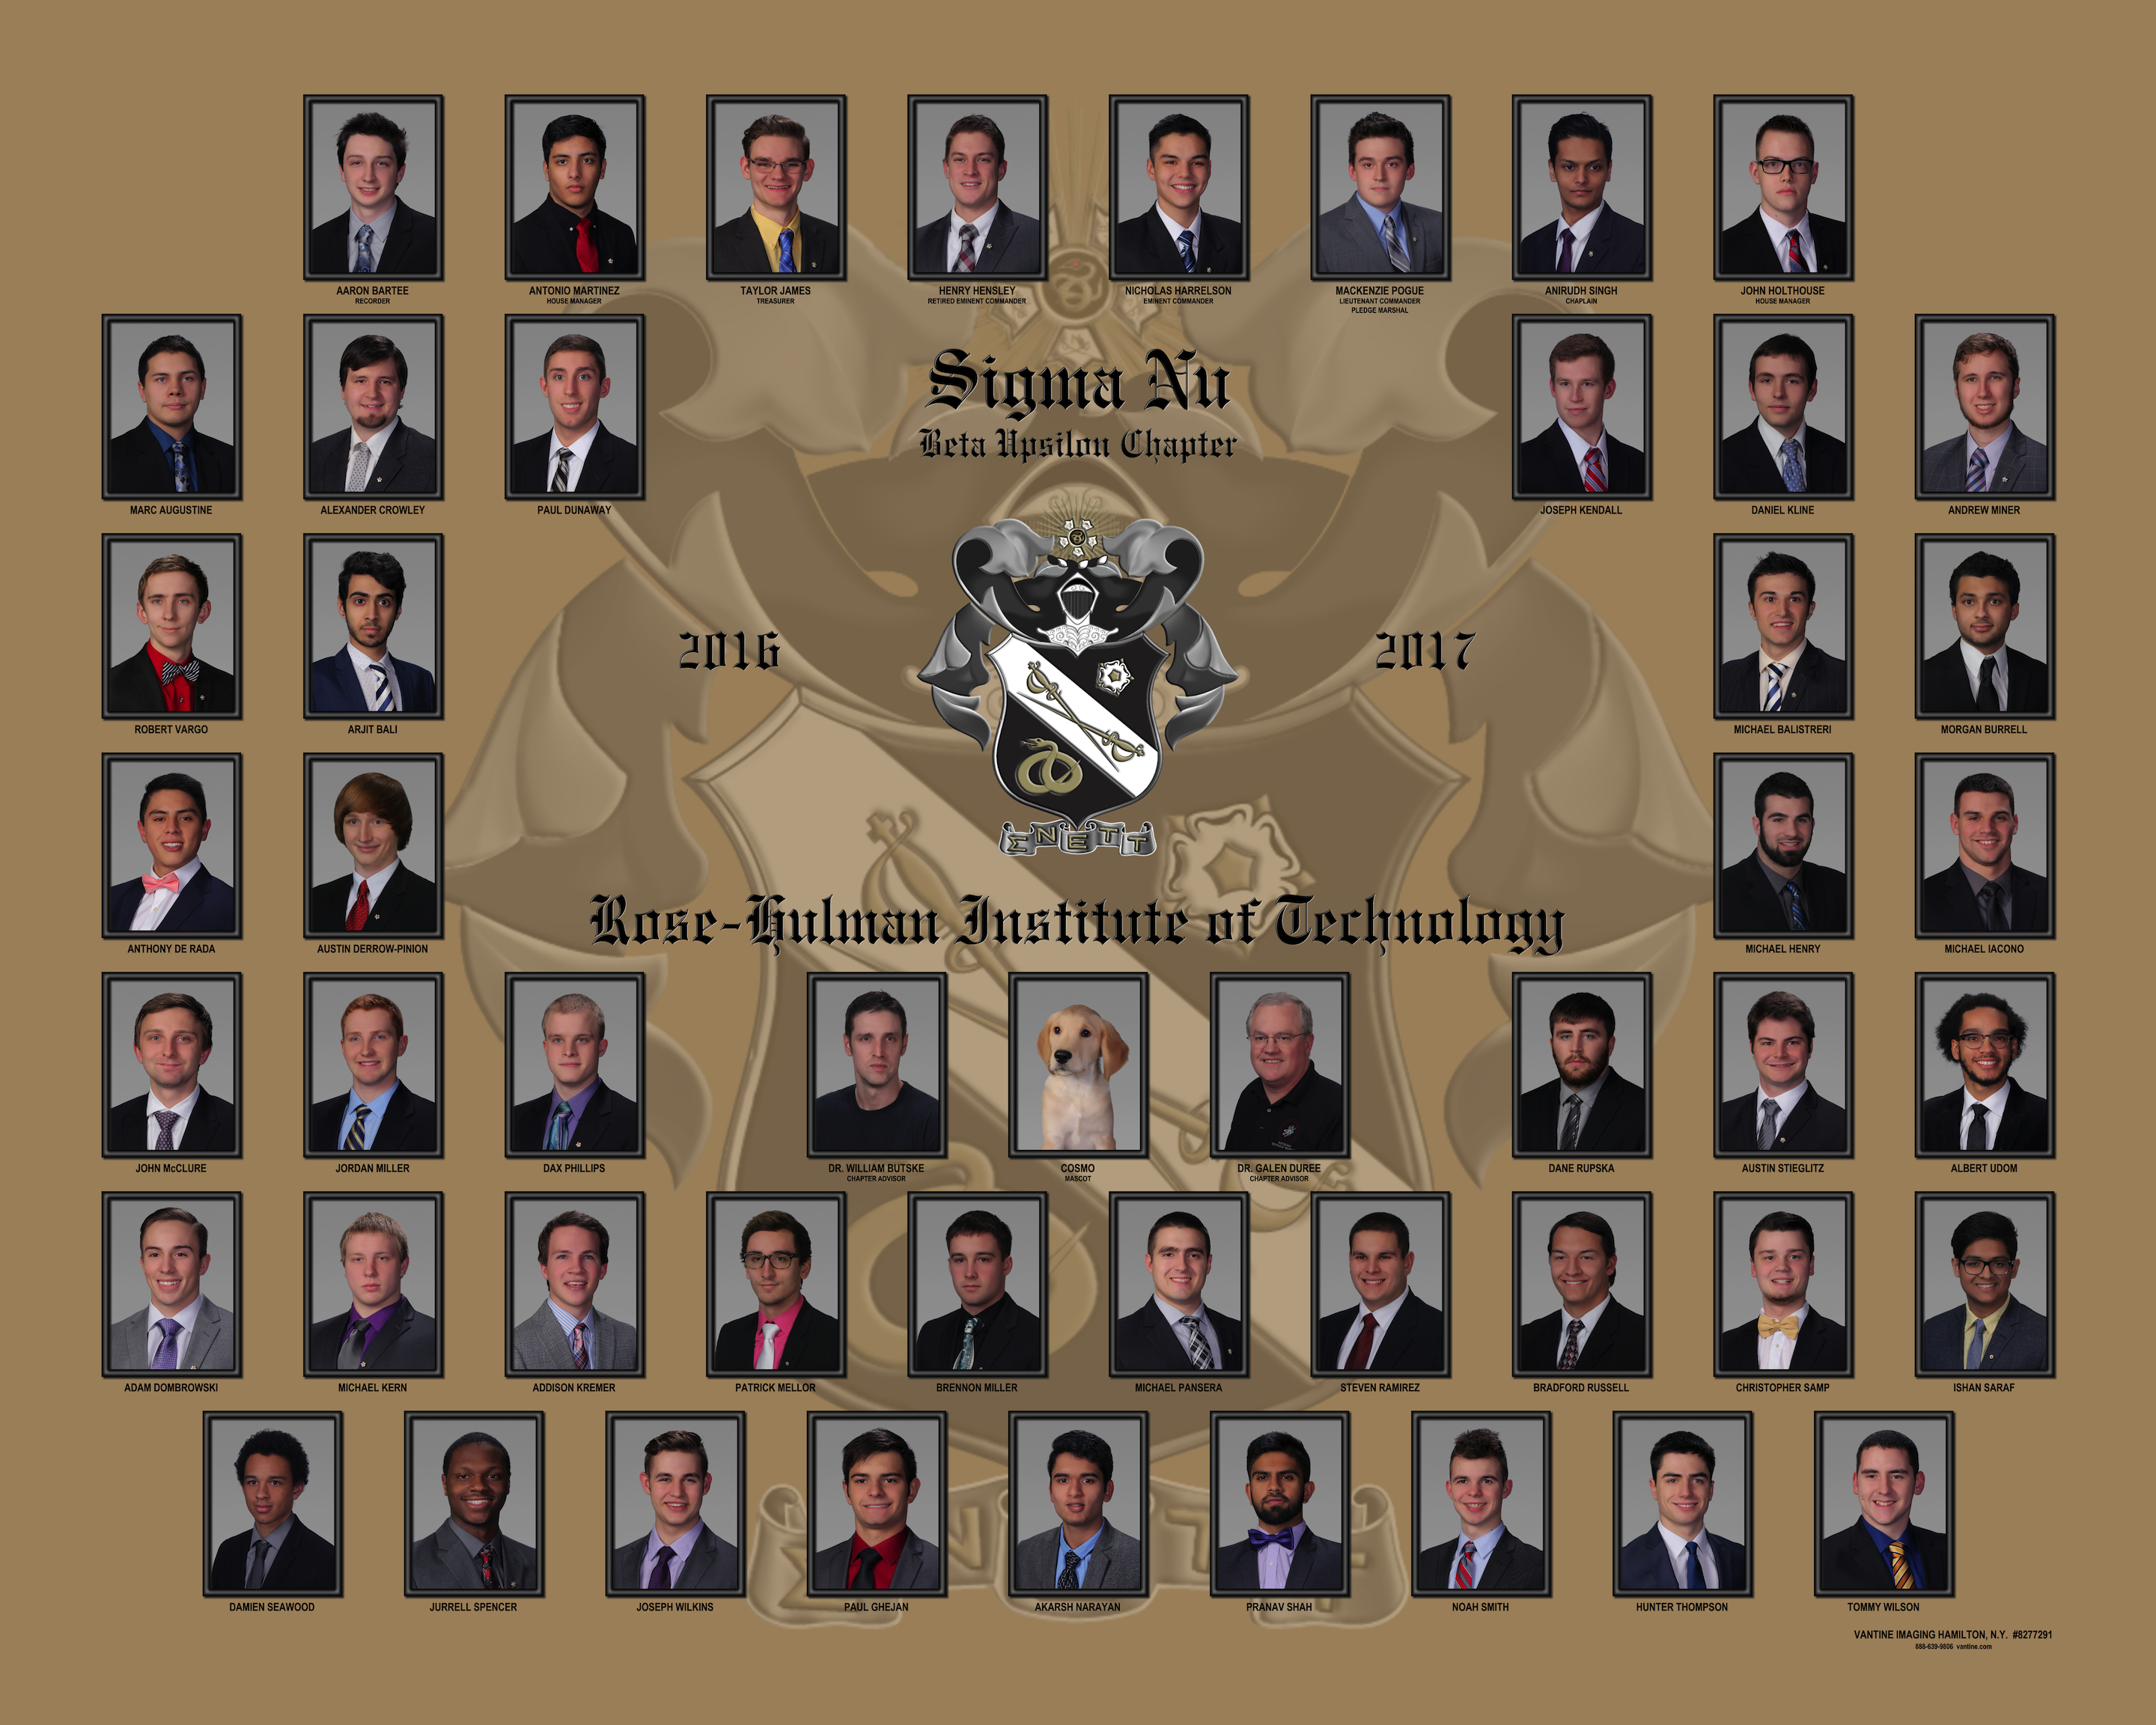 AARON BARTEE
RECORDER
ANTONIO MARTINEZ
HOUSE MANAGER
TAYLOR JAMES
TREASURER
HENRY HENSLEY
RETIRED EMINENT COMMANDER
NICHOLAS HARRELSON
EMINENT COMMANDER
MACKENZIE POGUE
LIEUTENANT COMMANDER
PLEDGE MARSHAL
ANIRUDH SINGH
CHAPLAIN
JOHN HOLTHOUSE
HOUSE MANAGER
Sigma Nu
Beta Upsilon Chapter
MARC AUGUSTINE
ALEXANDER CROWLEY
PAUL DUNAWAY
JOSEPH KENDALL
DANIEL KLINE
ANDREW MINER
2016
2017
ROBERT VARGO
ARJIT BALI
MICHAEL BALISTRERI
MORGAN BURRELL
ΣΝΕΤΤ
Rose-Hulman Institute of Technology
ANTHONY DE RADA
AUSTIN DERROW-PINION
MICHAEL HENRY
MICHAEL IACONO
JOHN McCLURE
JORDAN MILLER
DAX PHILLIPS
DR. WILLIAM BUTSKE
CHAPTER ADVISOR
COSMO
MASCOT
DR. GALEN DUREE
CHAPTER ADVISOR
DANE RUPSKA
AUSTIN STIEGLITZ
ALBERT UDOM
ADAM DOMBROWSKI
MICHAEL KERN
ADDISON KREMER
PATRICK MELLOR
BRENNON MILLER
MICHAEL PANSERA
STEVEN RAMIREZ
BRADFORD RUSSELL
CHRISTOPHER SAMP
ISHAN SARAF
DAMIEN SEAWOOD
JURRELL SPENCER
JOSEPH WILKINS
PAUL GHEJAN
AKARSH NARAYAN
PRANAV SHAH
NOAH SMITH
HUNTER THOMPSON
TOMMY WILSON
VANTINE IMAGING HAMILTON, N.Y. #8277291
888-639-9806 vantine.com